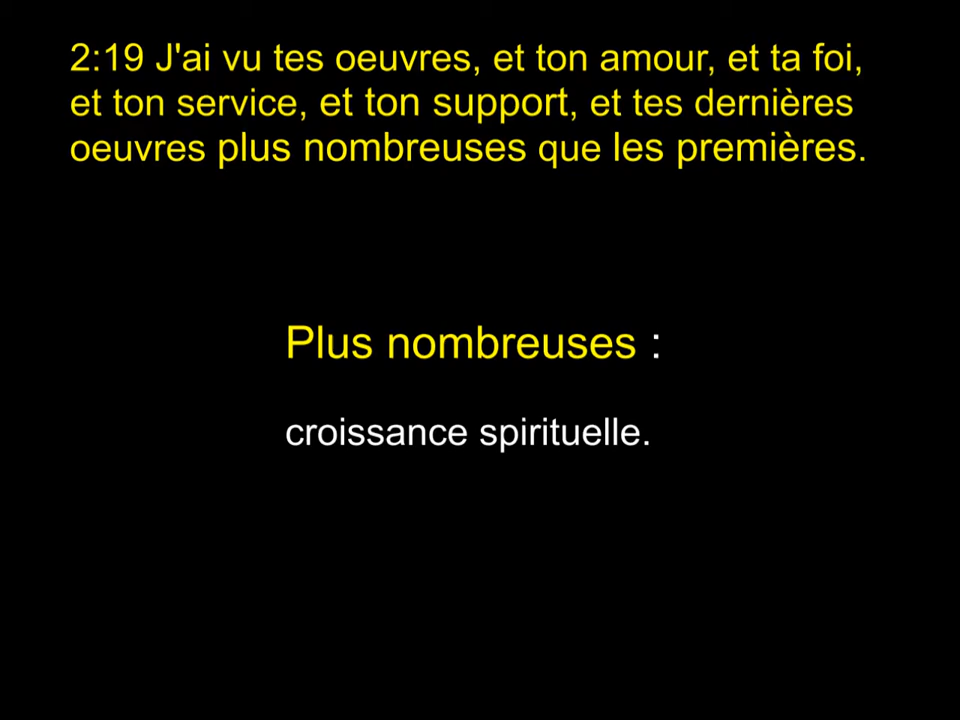 2:19 J'ai vu tes oeuvres, et ton amour, et ta foi,
et ton service, et ton support, et tes dernières
oeuvres plus nombreuses que les premières.
Plus nombreuses :
croissance spirituelle.